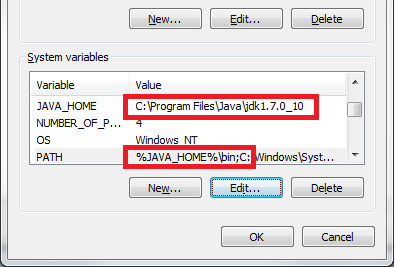 New... Edit... Delete
System variables
Variable Value
JAVA_HOME C:\Program Files\Java\jdk1.7.0_10
NUMBER_OF_P... 4
OS Windows_NT
PATH %JAVA_HOME%\bin;C:\Windows\Syst...
New... Edit... Delete
OK Cancel